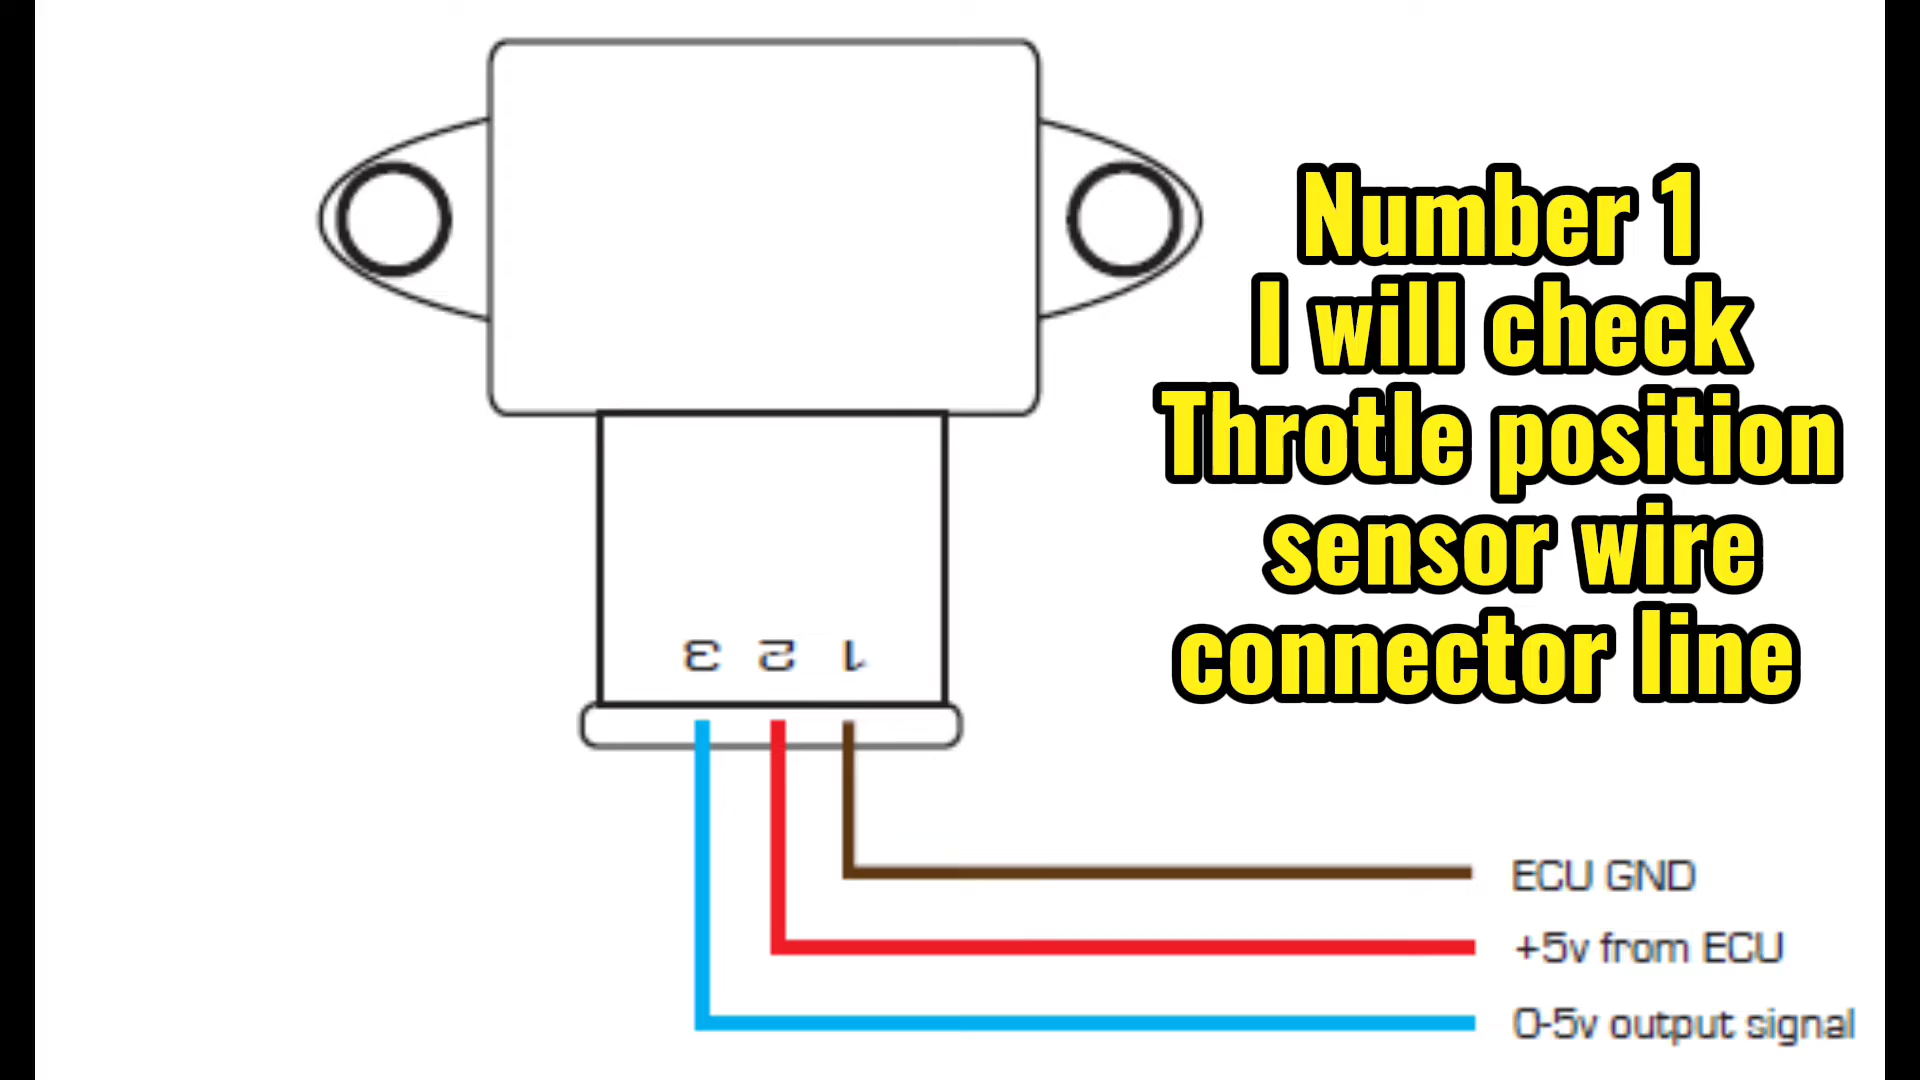 Number 1
I will check
Throtle position
sensor wire
connector line
3 2 1
ECU GND
+5v from ECU
0-5v output signal